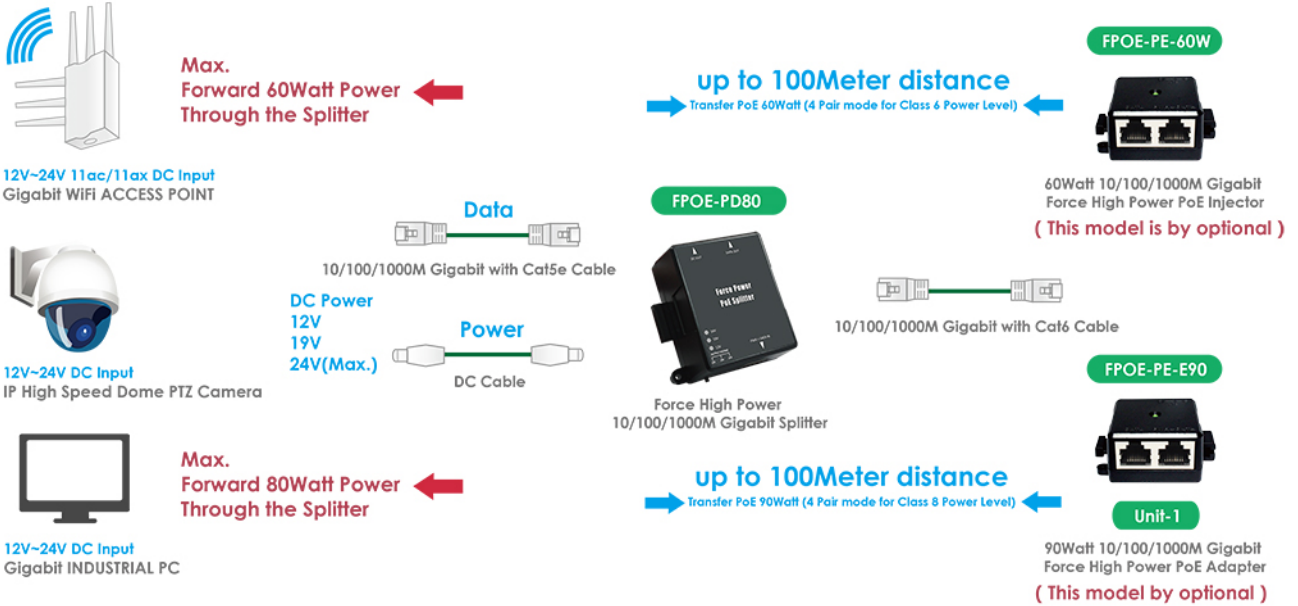 Max.
Forward 60Watt Power
Through the Splitter
12V~24V 11ac/11ax DC Input
Gigabit WiFi ACCESS POINT
up to 100Meter distance
Transfer PoE 60Watt (4 Pair mode for Class 6 Power Level)
FPOE-PE-60W
60Watt 10/100/1000M Gigabit
Force High Power PoE Injector
( This model is by optional )
12V~24V DC Input
IP High Speed Dome PTZ Camera
Data
10/100/1000M Gigabit with Cat5e Cable
DC Power
12V
19V
24V(Max.)
Power
DC Cable
FPOE-PD80
Force Power
PoE Splitter
Force High Power
10/100/1000M Gigabit Splitter
10/100/1000M Gigabit with Cat6 Cable
Max.
Forward 80Watt Power
Through the Splitter
12V~24V DC Input
Gigabit INDUSTRIAL PC
up to 100Meter distance
Transfer PoE 90Watt (4 Pair mode for Class 8 Power Level)
FPOE-PE-E90
Unit-1
90Watt 10/100/1000M Gigabit
Force High Power PoE Adapter
( This model by optional )